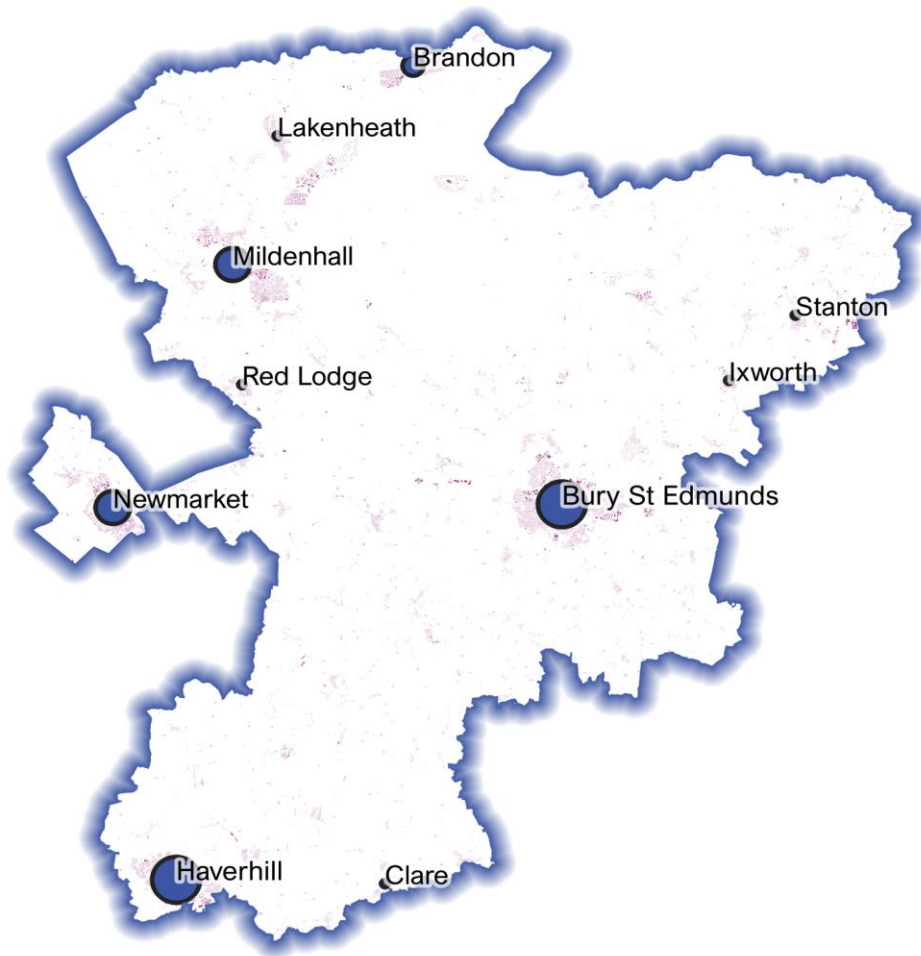 Brandon
Lakenheath
Mildenhall
Stanton
Red Lodge
Ixworth
Newmarket
Bury St Edmunds
Haverhill
Clare